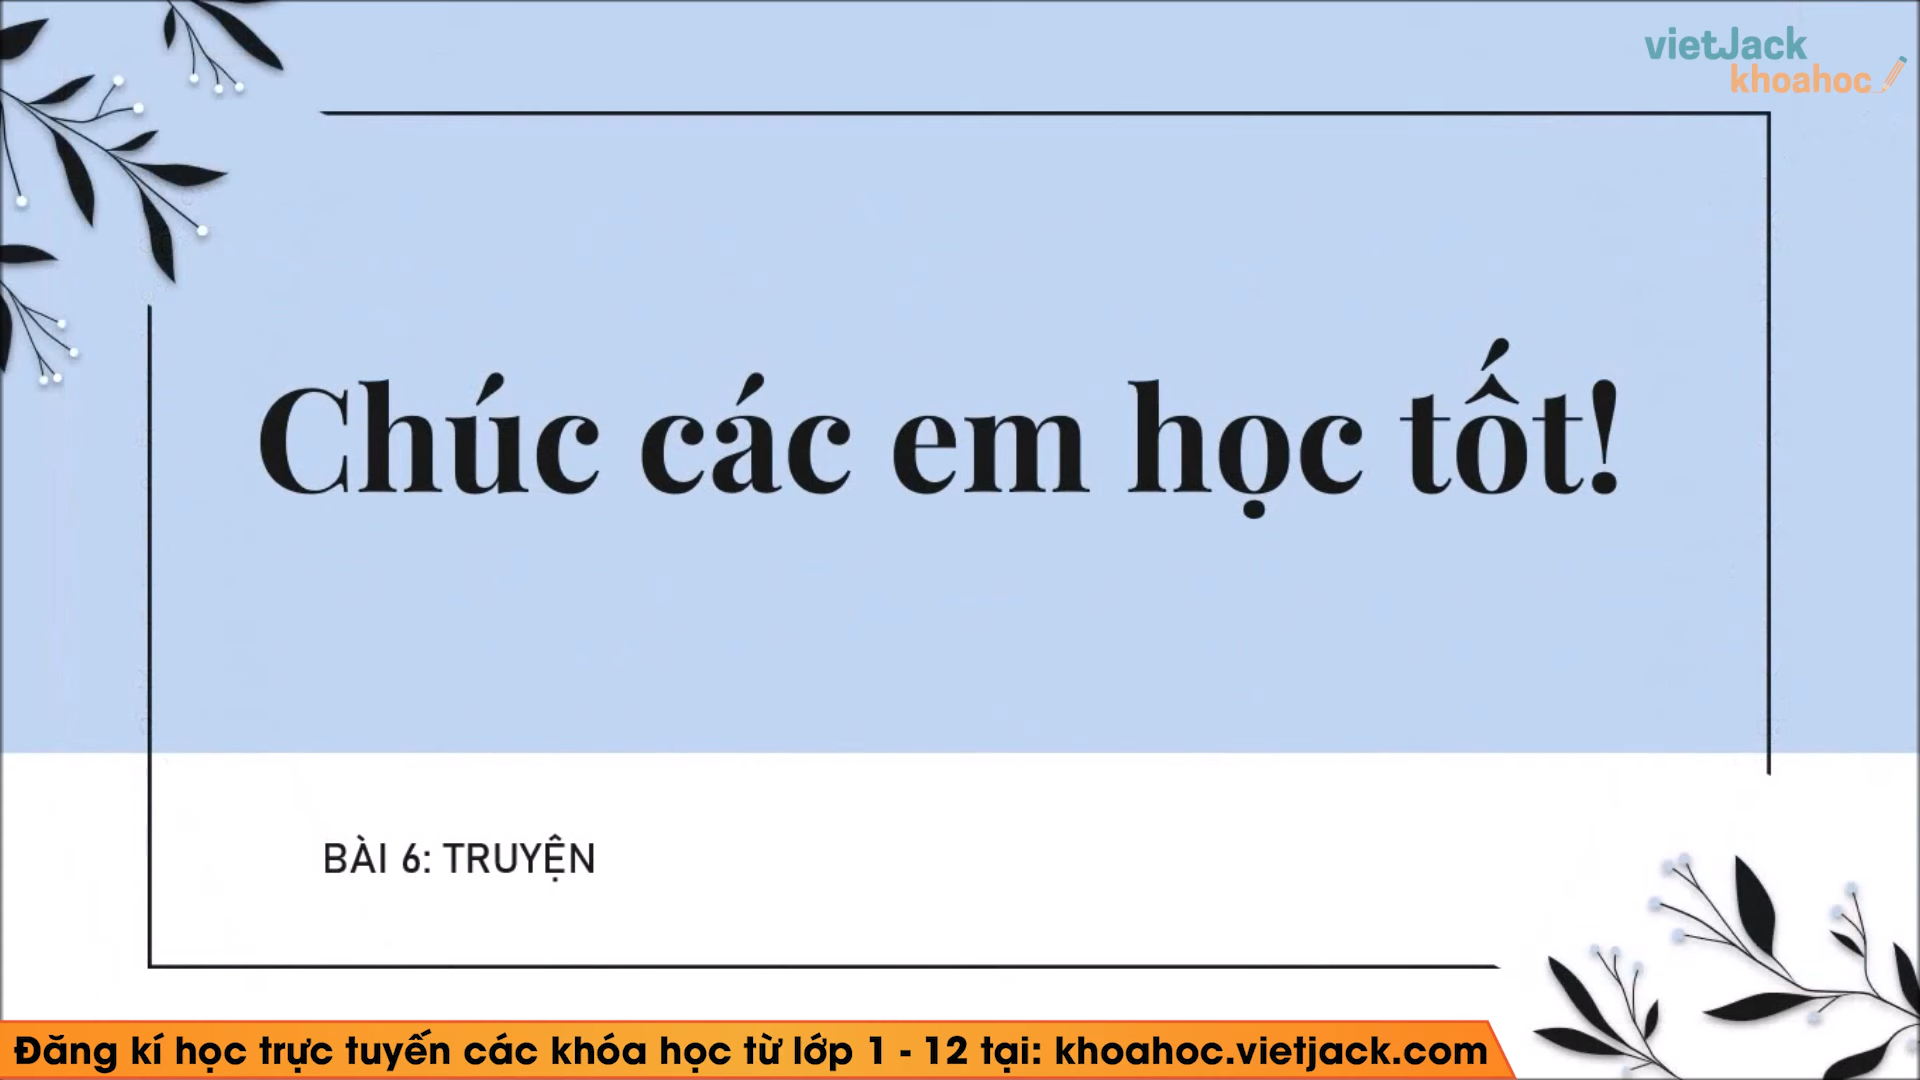 vietJack
khoahoc
Chúc các em học tốt!
BÀI 6: TRUYỆN
Đăng kí học trực tuyến các khóa học từ lớp 1 - 12 tại: khoahoc.vietjack.com